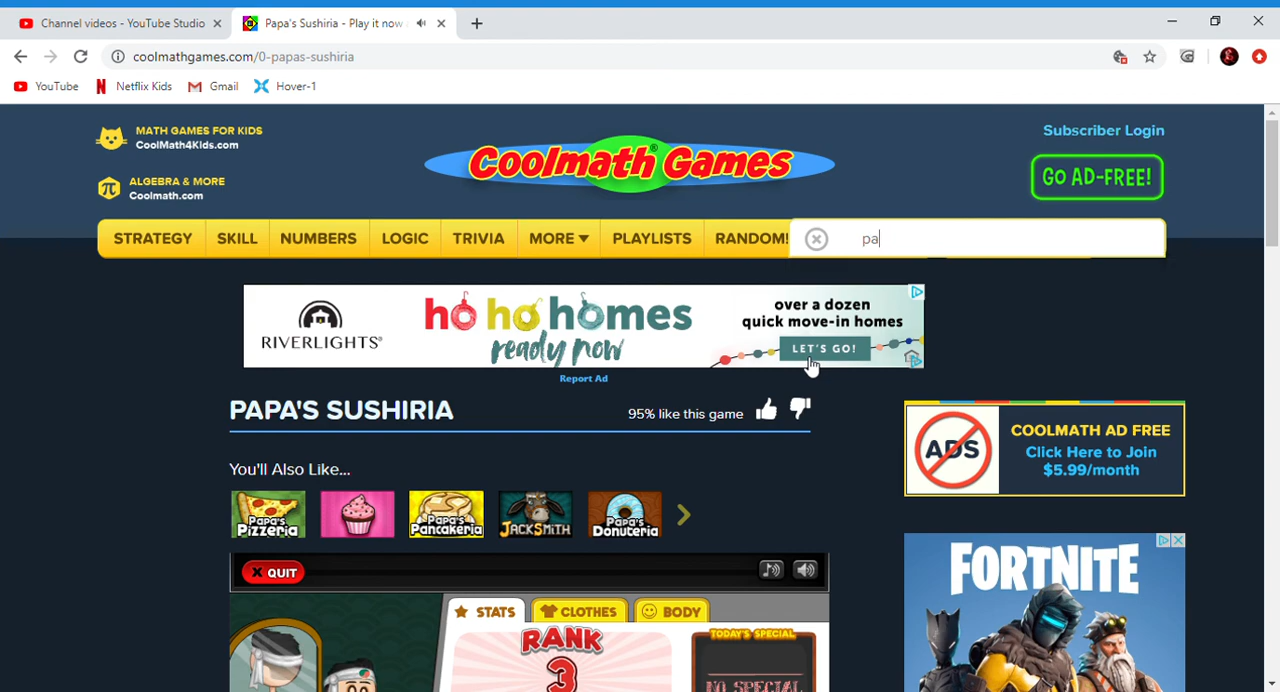 Channel videos - YouTube Studio
Papa's Sushiria - Play it now
coolmathgames.com/0-papas-sushiria
YouTube
Netflix Kids
Gmail
Hover-1
MATH GAMES FOR KIDS
CoolMath4Kids.com
ALGEBRA & MORE
Coolmath.com
Coolmath® Games
Subscriber Login
GO AD-FREE!
STRATEGY
SKILL
NUMBERS
LOGIC
TRIVIA
MORE
PLAYLISTS
RANDOM!
pa
RIVERLIGHTS®
ho ho homes
ready now
over a dozen
quick move-in homes
LET'S GO!
Report Ad
PAPA'S SUSHIRIA
95% like this game
ADS
COOLMATH AD FREE
Click Here to Join
$5.99/month
You'll Also Like...
Papa's
Pizzeria
Papa's
Pancakeria
JACKSMITH
Papa's
Donuteria
X QUIT
STATS
CLOTHES
BODY
RANK
3
TODAY'S SPECIAL
NO SPECIAL
FORTNITE